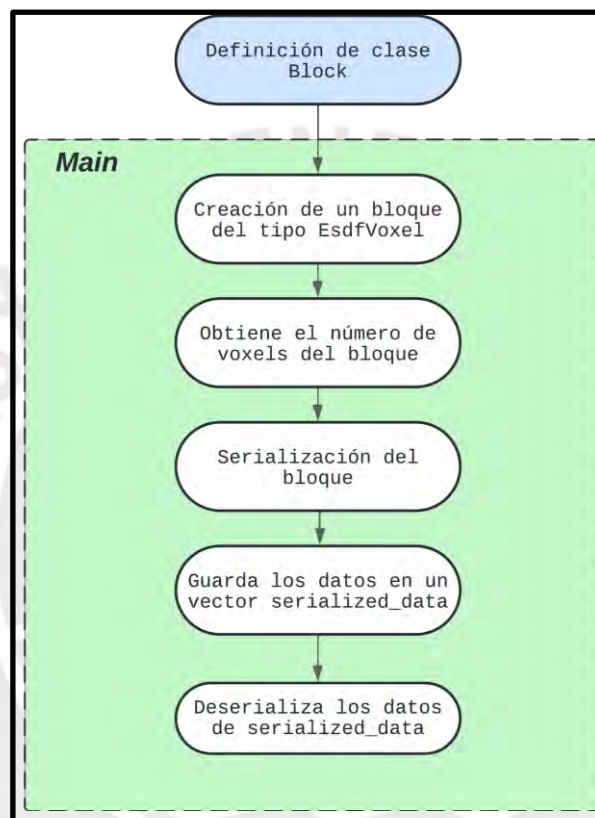 Definición de clase
Block
Main
Creación de un bloque
del tipo EsdfVoxel
Obtiene el número de
voxels del bloque
Serialización del
bloque
Guarda los datos en un
vector serialized_data
Deserializa los datos
de serialized_data